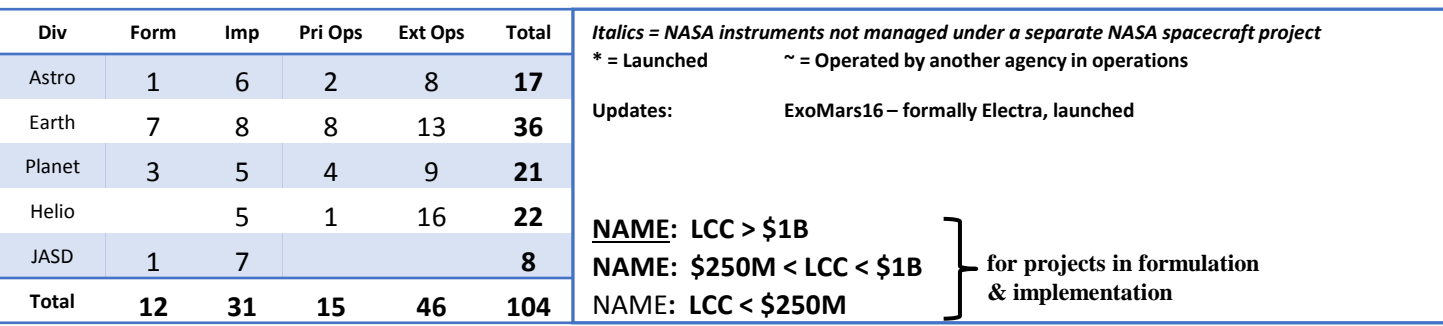 Div Form Imp Pri Ops Ext Ops Total
Astro 1 6 2 8 17
Earth 7 8 8 13 36
Planet 3 5 4 9 21
Helio 5 1 16 22
JASD 1 7 8
Total 12 31 15 46 104
Italics = NASA instruments not managed under a separate NASA spacecraft project
* = Launched ~ = Operated by another agency in operations
Updates: ExoMars16 – formally Electra, launched
NAME: LCC > $1B
NAME: $250M < LCC < $1B
NAME: LCC < $250M
for projects in formulation
& implementation